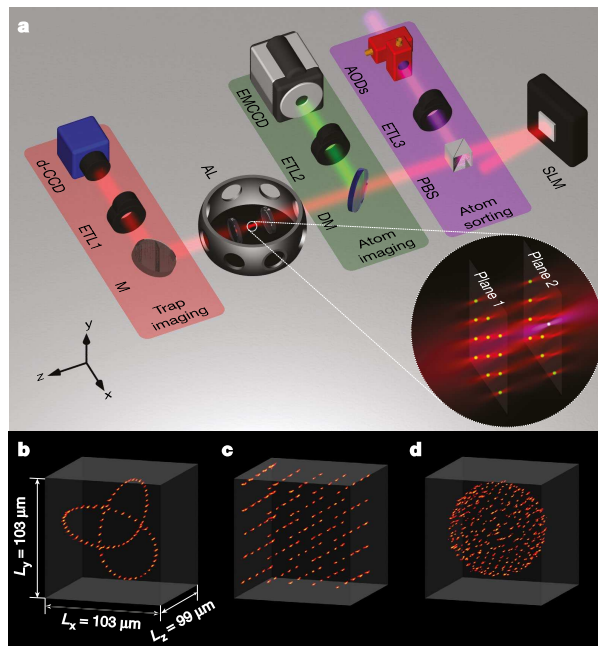 a
d-CCD
ETL1
M
Trap
imaging
AL
EMCCD
ETL2
DM
Atom
imaging
AODs
ETL3
PBS
Atom
sorting
SLM
Plane 1
Plane 2
y
z
x
b
c
d
Ly = 103 µm
Lx = 103 µm
Lz = 99 µm